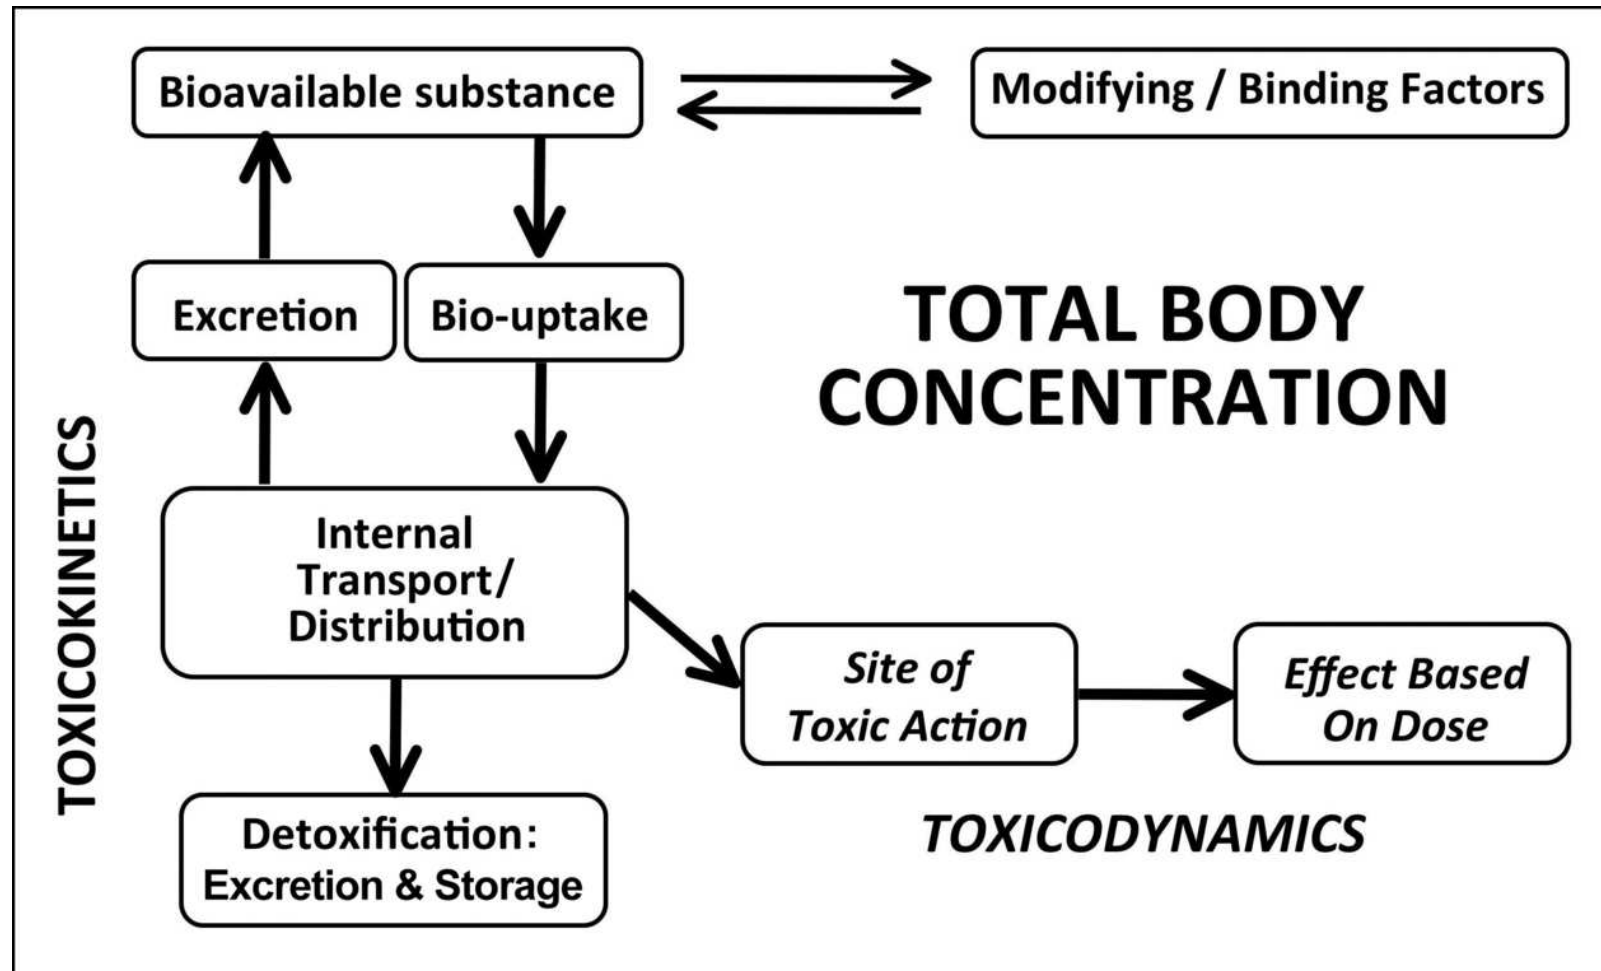 Bioavailable substance
Modifying / Binding Factors
Excretion
Bio-uptake
TOTAL BODY
CONCENTRATION
TOXICOKINETICS
Internal
Transport/
Distribution
Site of
Toxic Action
Effect Based
On Dose
Detoxification:
Excretion & Storage
TOXICODYNAMICS